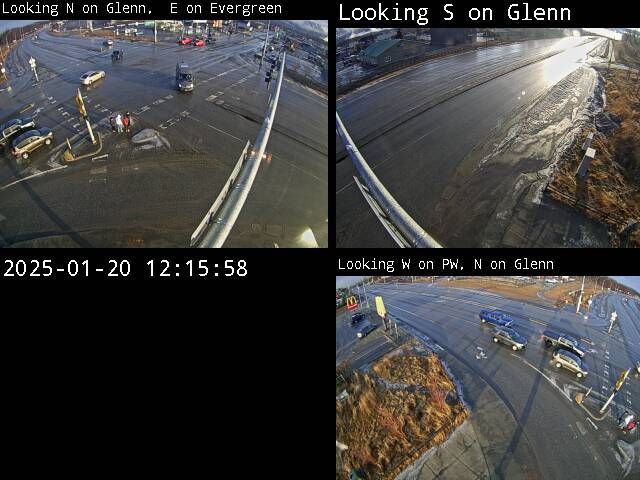 Looking N on Glenn,  E on Evergreen
Looking S on Glenn
2025-01-20 12:15:58
Looking W on PW, N on Glenn